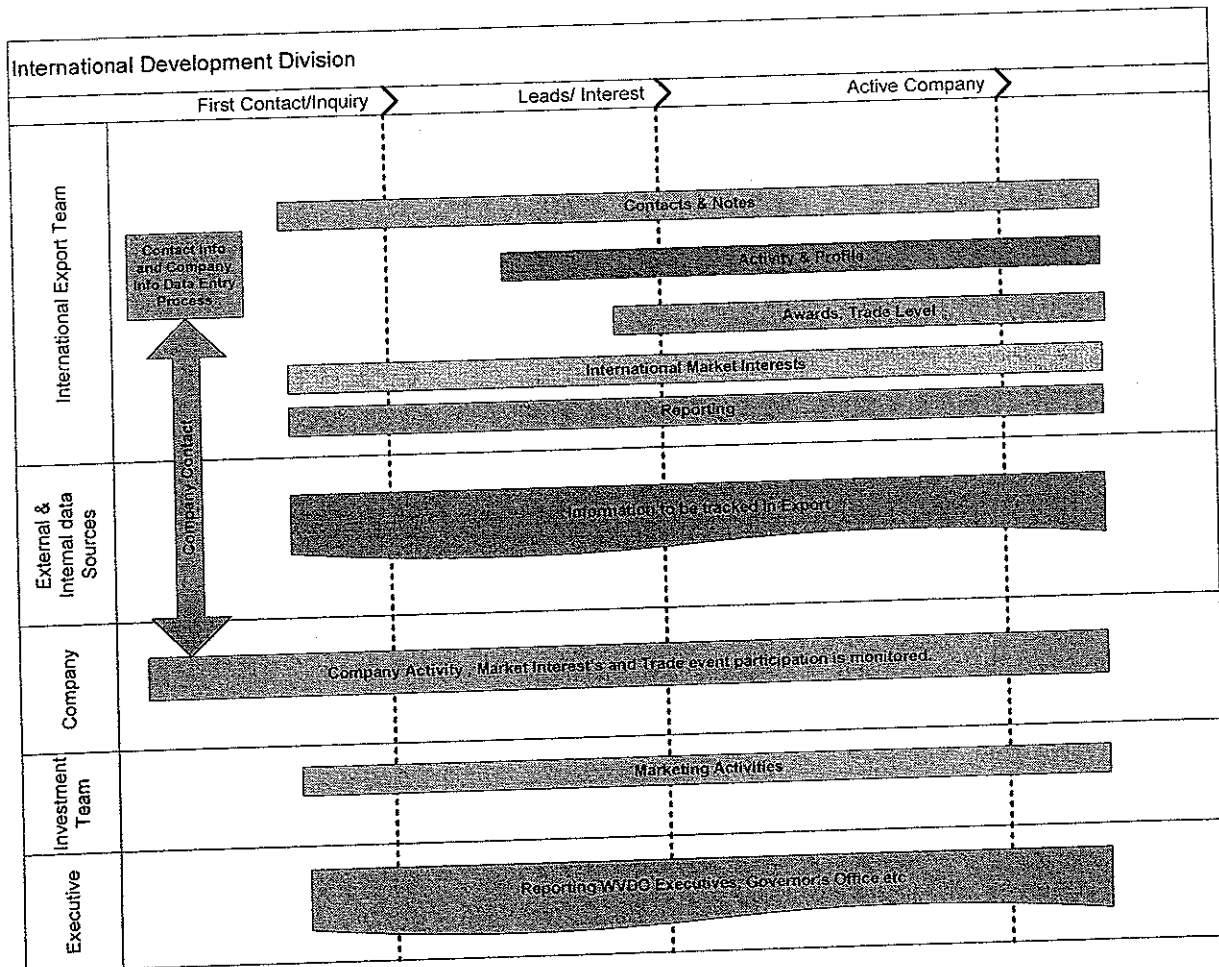 International Development Division
First Contact/Inquiry
Leads/ Interest
Active Company
International Export Team
Contacts & Notes
Contact Info
and Company
Info Data Entry
Process
Activity & Profile
Awards, Trade Level
International Market Interests
Reporting
Company Contact
External &
Internal data
Sources
Information to be tracked in Export
Company
Company Activity , Market Interest's and Trade event participation is monitored.
Investment
Team
Marketing Activities
Executive
Reporting WVDO Executives, Governor's Office etc